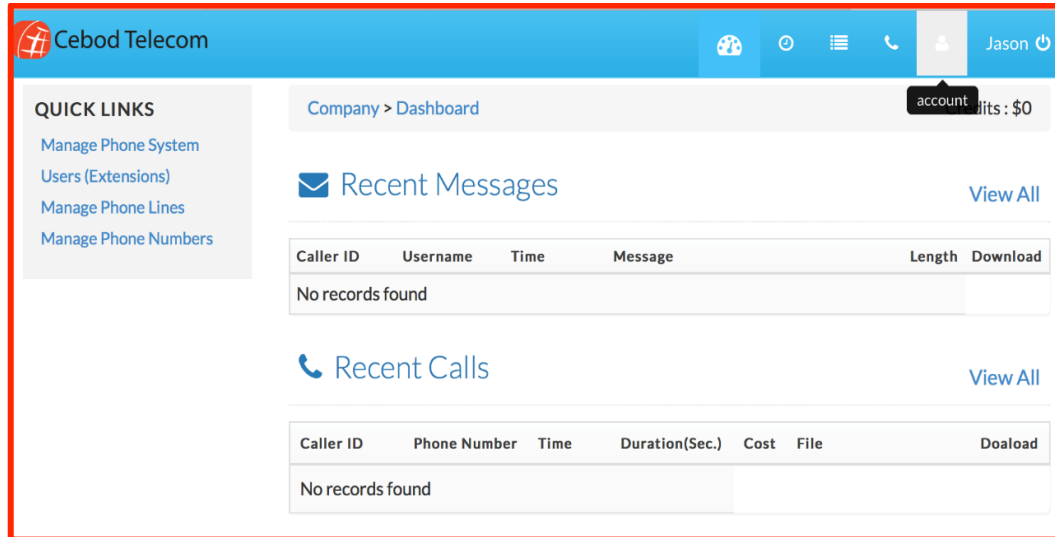 Cebod Telecom
Jason
account
QUICK LINKS
Manage Phone System
Users (Extensions)
Manage Phone Lines
Manage Phone Numbers
Company > Dashboard
Credits : $0
Recent Messages
View All
Caller ID Username Time Message Length Download
No records found
Recent Calls
View All
Caller ID Phone Number Time Duration(Sec.) Cost File Doaload
No records found